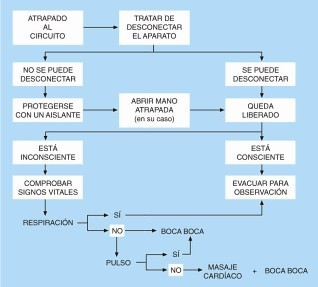 ATRAPADO
AL
CIRCUITO
TRATAR DE
DESCONECTAR
EL APARATO
NO SE PUEDE
DESCONECTAR
SE PUEDE
DESCONECTAR
PROTEGERSE
CON UN AISLANTE
ABRIR MANO
ATRAPADA
(en su caso)
QUEDA
LIBERADO
ESTÁ
INCONSCIENTE
ESTÁ
CONSCIENTE
COMPROBAR
SIGNOS VITALES
EVACUAR PARA
OBSERVACIÓN
RESPIRACIÓN
SÍ
NO
BOCA BOCA
PULSO
SÍ
NO
MASAJE
CARDÍACO
+ BOCA BOCA